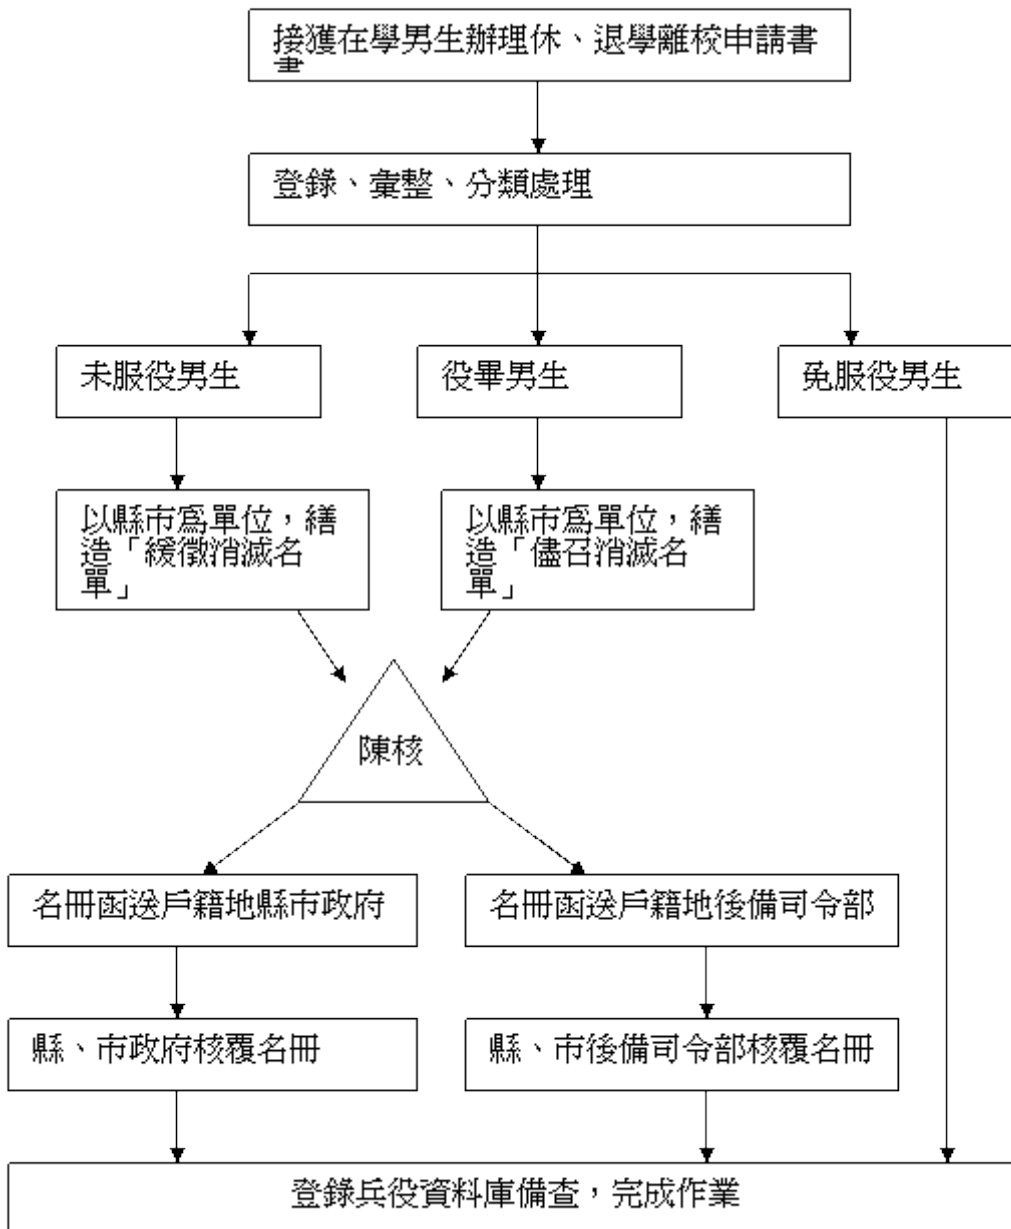 接獲在學男生辦理休、退學離校申請書
書
登錄、彙整、分類處理
未服役男生
役畢男生
免服役男生
以縣市為單位，繕
造「緩徵消滅名
單」
以縣市為單位，繕
造「儘召消滅名
單」
陳核
名冊函送戶籍地縣市政府
名冊函送戶籍地後備司令部
縣、市政府核覆名冊
縣、市後備司令部核覆名冊
登錄兵役資料庫備查，完成作業